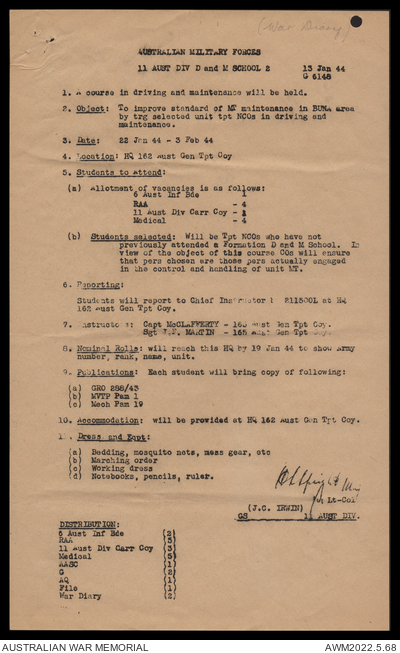 (War Diary)
AUSTRALIAN MILITARY FORCES
11 AUST DIV D and M SCHOOL 2
13 Jan 44
G 6148
1. A course in driving and maintenance will be held.
2. Object: To improve standard of MT maintenance in BUNA area
by trg selected unit tpt NCOs in driving and
maintenance.
3. Date: 22 Jan 44 - 3 Feb 44
4. Location: HQ 162 Aust Gen Tpt Coy
5. Students to Attend:
(a) Allotment of vacancies is as follows:
6 Aust Inf Bde 1
RAA - 4
11 Aust Div Carr Coy - 1
Medical - 4
(b) Students selected: Will be Tpt NCOs who have not
previously attended a Formation D and M School. In
view of the object of this course COs will ensure
that pers chosen are those pers actually engaged
in the control and handling of unit MT.
6. Reporting:
Students will report to Chief Instructor: 211500L at HQ
162 Aust Gen Tpt Coy.
7. Instructors: Capt McCLAFFERTY - 162 Aust Gen Tpt Coy.
Sgt MARTIN - 165 Aust Gen Tpt Coy.
8. Nominal Rolls: will reach this HQ by 19 Jan 44 to show Army
number, rank, name, unit.
9. Publications: Each student will bring copy of following:
(a) GRO 288/43
(b) MVTP Pam 1
(c) Mech Pam 19
10. Accommodation: will be provided at HQ 162 Aust Gen Tpt Coy.
11. Dress and Eqpt:
(a) Bedding, mosquito nets, mess gear, etc
(b) Marching order
(c) Working dress
(d) Notebooks, pencils, ruler.
for Lt-Col
(J.C. IRWIN)
GS 11 AUST DIV.
DISTRIBUTION:
6 Aust Inf Bde (2)
RAA (5)
11 Aust Div Carr Coy (3)
Medical (5)
AASC (1)
G (2)
AQ (1)
File (1)
War Diary (2)
AUSTRALIAN WAR MEMORIAL
AWM2022.5.68